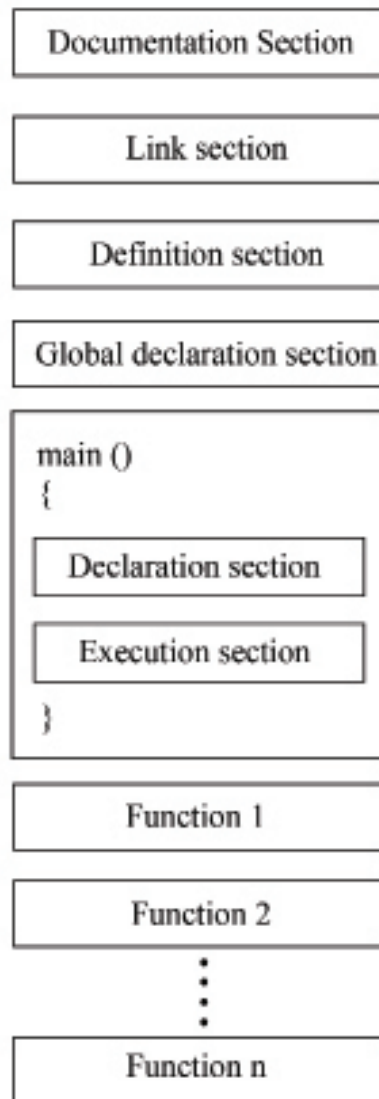 Documentation Section
Link section
Definition section
Global declaration section
main ()
{
Declaration section
Execution section
}
Function 1
Function 2
Function n